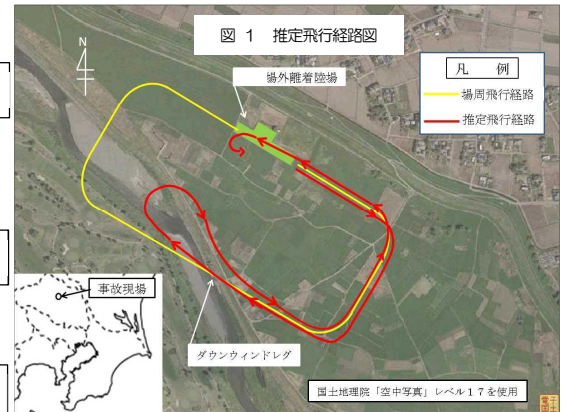 図 1 推定飛行経路図
N
場外離着陸場
凡 例
場周飛行経路
推定飛行経路
事故現場
ダウンウィンドレグ
国土地理院「空中写真」レベル17を使用